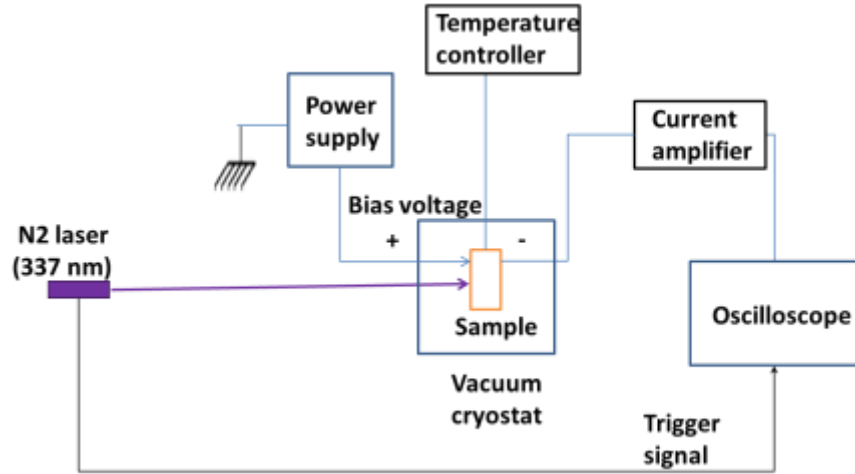 Temperature
controller
Power
supply
Current
amplifier
Bias voltage
+
-
N2 laser
(337 nm)
Sample
Oscilloscope
Vacuum
cryostat
Trigger
signal